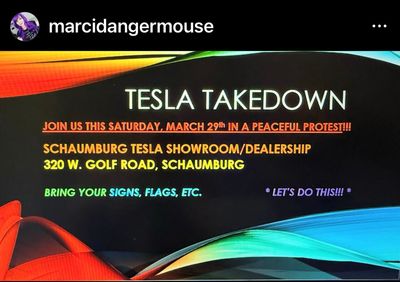 marcidangermouse
TESLA TAKEDOWN
JOIN US THIS SATURDAY, MARCH 29th IN A PEACEFUL PROTEST!!!
SCHAUMBURG TESLA SHOWROOM/DEALERSHIP
320 W. GOLF ROAD, SCHAUMBURG
BRING YOUR SIGNS, FLAGS, ETC.
* LET'S DO THIS!!! *